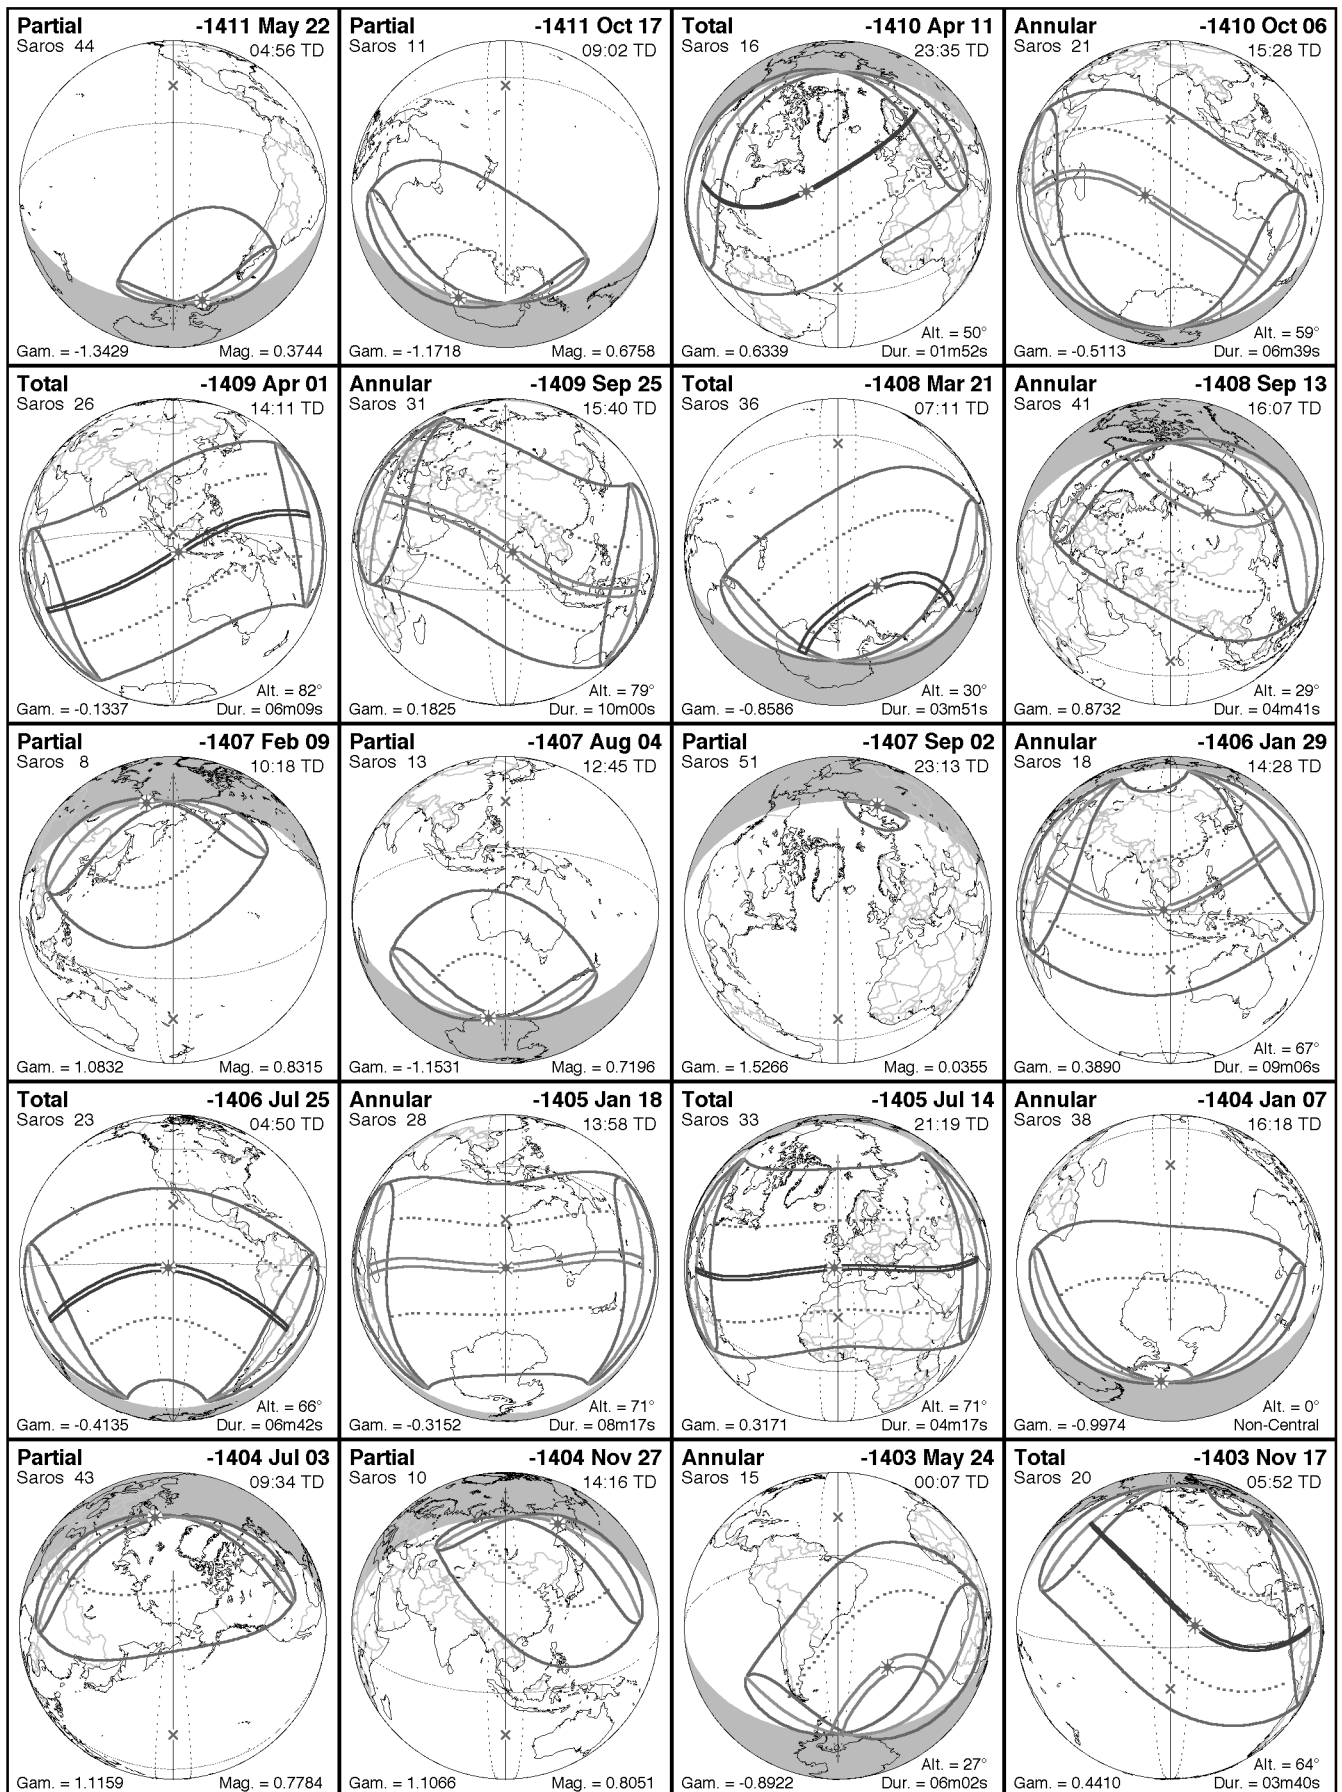 Partial -1411 May 22
Saros 44 04:56 TD
Gam. = -1.3429 Mag. = 0.3744
Partial -1411 Oct 17
Saros 11 09:02 TD
Gam. = -1.1718 Mag. = 0.6758
Total -1410 Apr 11
Saros 16 23:35 TD
Alt. = 50°
Gam. = 0.6339 Dur. = 01m52s
Annular -1410 Oct 06
Saros 21 15:28 TD
Alt. = 59°
Gam. = -0.5113 Dur. = 06m39s
Total -1409 Apr 01
Saros 26 14:11 TD
Alt. = 82°
Gam. = -0.1337 Dur. = 06m09s
Annular -1409 Sep 25
Saros 31 15:40 TD
Alt. = 79°
Gam. = 0.1825 Dur. = 10m00s
Total -1408 Mar 21
Saros 36 07:11 TD
Alt. = 30°
Gam. = -0.8586 Dur. = 03m51s
Annular -1408 Sep 13
Saros 41 16:07 TD
Alt. = 29°
Gam. = 0.8732 Dur. = 04m41s
Partial -1407 Feb 09
Saros 8 10:18 TD
Gam. = 1.0832 Mag. = 0.8315
Partial -1407 Aug 04
Saros 13 12:45 TD
Gam. = -1.1531 Mag. = 0.7196
Partial -1407 Sep 02
Saros 51 23:13 TD
Gam. = 1.5266 Mag. = 0.0355
Annular -1406 Jan 29
Saros 18 14:28 TD
Alt. = 67°
Gam. = 0.3890 Dur. = 09m06s
Total -1406 Jul 25
Saros 23 04:50 TD
Alt. = 66°
Gam. = -0.4135 Dur. = 06m42s
Annular -1405 Jan 18
Saros 28 13:58 TD
Alt. = 71°
Gam. = -0.3152 Dur. = 08m17s
Total -1405 Jul 14
Saros 33 21:19 TD
Alt. = 71°
Gam. = 0.3171 Dur. = 04m17s
Annular -1404 Jan 07
Saros 38 16:18 TD
Alt. = 0°
Gam. = -0.9974 Non-Central
Partial -1404 Jul 03
Saros 43 09:34 TD
Gam. = 1.1159 Mag. = 0.7784
Partial -1404 Nov 27
Saros 10 14:16 TD
Gam. = 1.1066 Mag. = 0.8051
Annular -1403 May 24
Saros 15 00:07 TD
Alt. = 27°
Gam. = -0.8922 Dur. = 06m02s
Total -1403 Nov 17
Saros 20 05:52 TD
Alt. = 64°
Gam. = 0.4410 Dur. = 03m40s